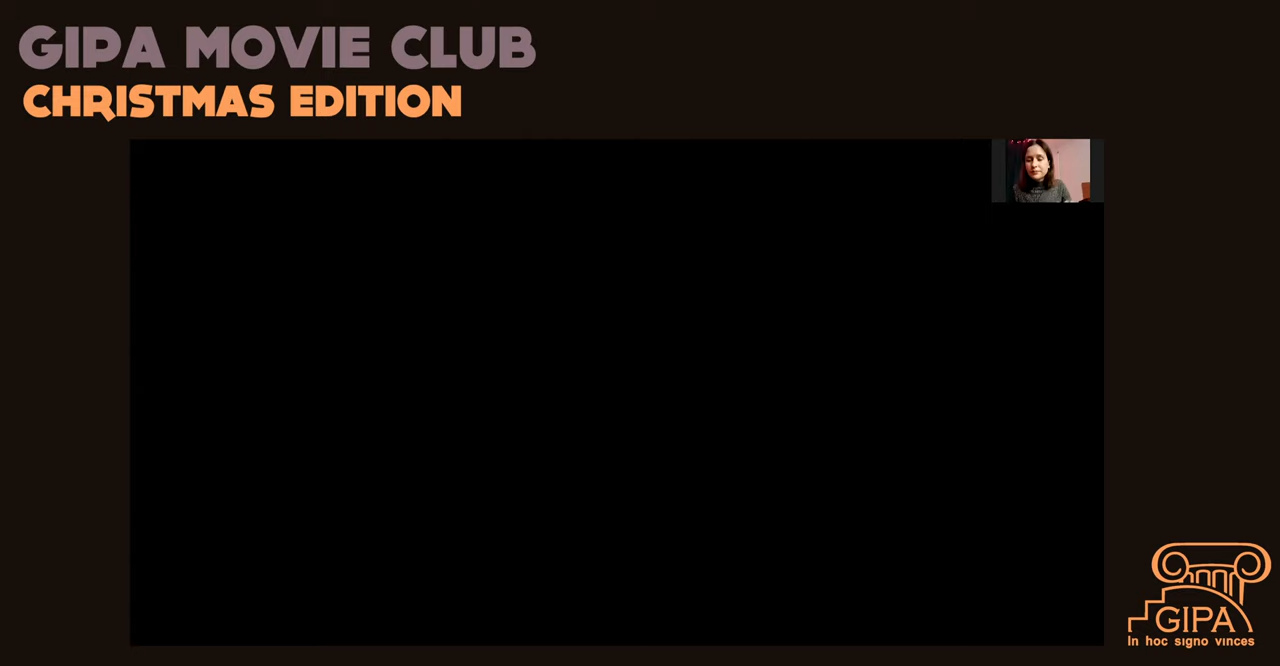 GIPA MOVIE CLUB
CHRISTMAS EDITION
GIPA
In hoc signo vinces